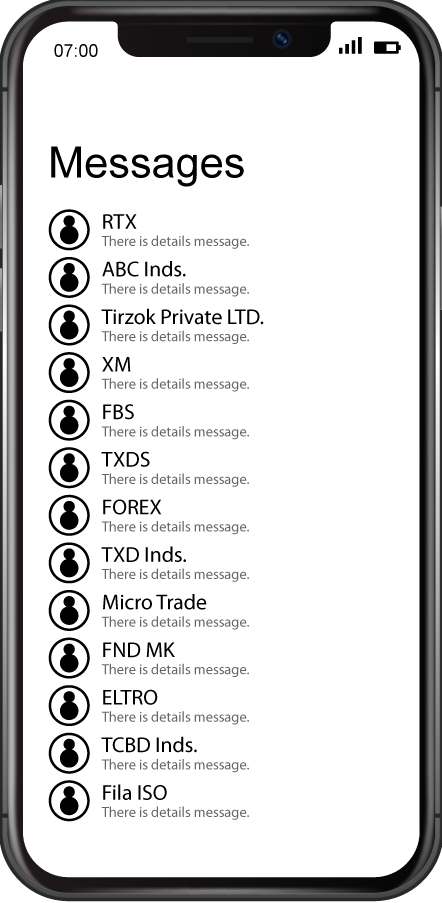 07:00
Messages
RTX
There is details message.
ABC Inds.
There is details message.
Tirzok Private LTD.
There is details message.
XM
There is details message.
FBS
There is details message.
TXDS
There is details message.
FOREX
There is details message.
TXD Inds.
There is details message.
Micro Trade
There is details message.
FND MK
There is details message.
ELTRO
There is details message.
TCBD Inds.
There is details message.
Fila ISO
There is details message.